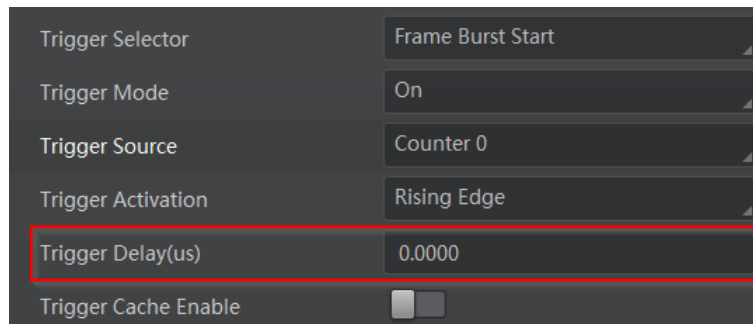 Trigger Selector Frame Burst Start
Trigger Mode On
Trigger Source Counter 0
Trigger Activation Rising Edge
Trigger Delay(us) 0.0000
Trigger Cache Enable